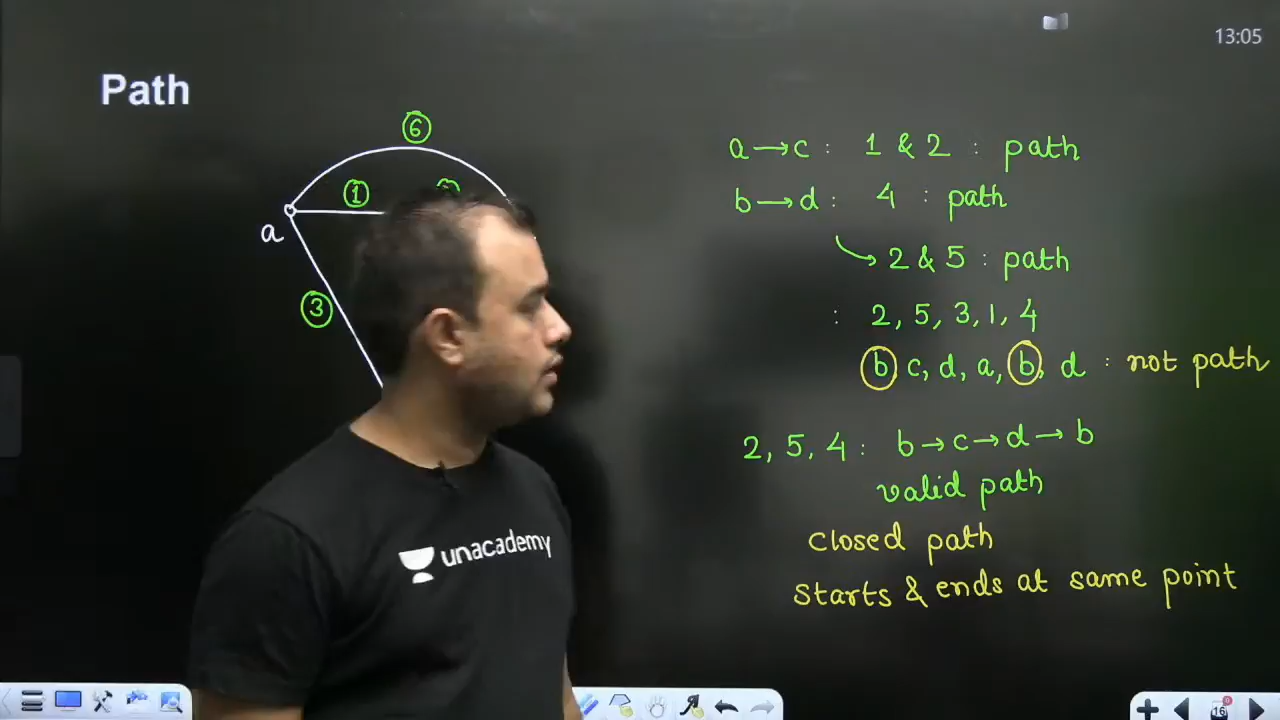 13:05
Path
6
1
a
3
a → c : 1 & 2 : path
b → d : 4 : path
→ 2 & 5 : path
: 2, 5, 3, 1, 4
b c, d, a, b, d : not path
2, 5, 4 : b → c → d → b
valid path
closed path
starts & ends at same point
unacademy
16